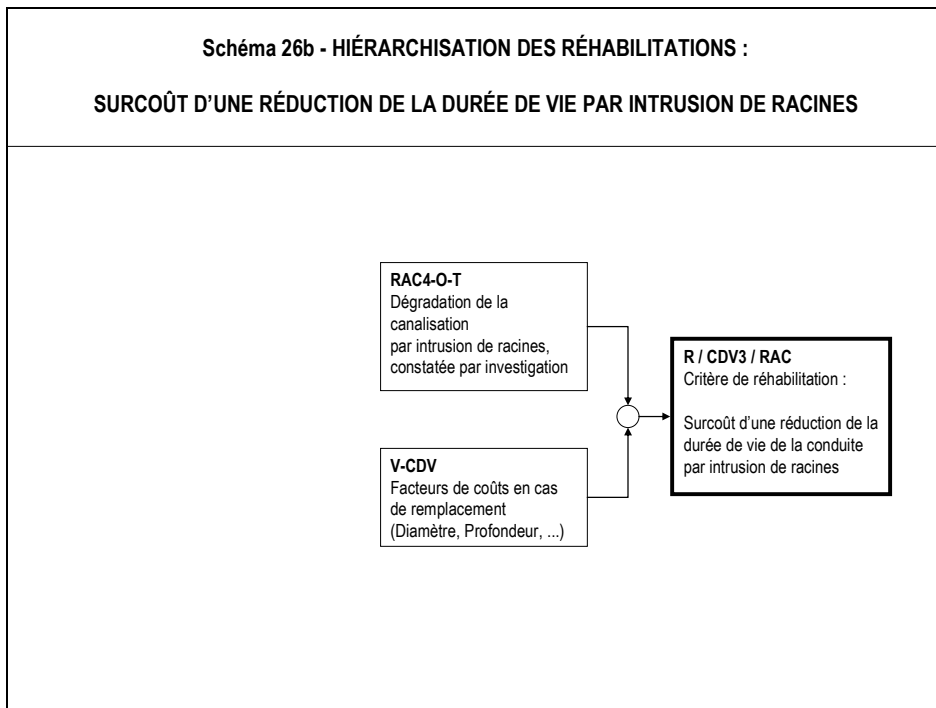 Schéma 26b - HIÉRARCHISATION DES RÉHABILITATIONS :
SURCOÛT D’UNE RÉDUCTION DE LA DURÉE DE VIE PAR INTRUSION DE RACINES
RAC4-O-T
Dégradation de la
canalisation
par intrusion de racines,
constatée par investigation
V-CDV
Facteurs de coûts en cas
de remplacement
(Diamètre, Profondeur, ...)
R / CDV3 / RAC
Critère de réhabilitation :
Surcoût d’une réduction de la
durée de vie de la conduite
par intrusion de racines